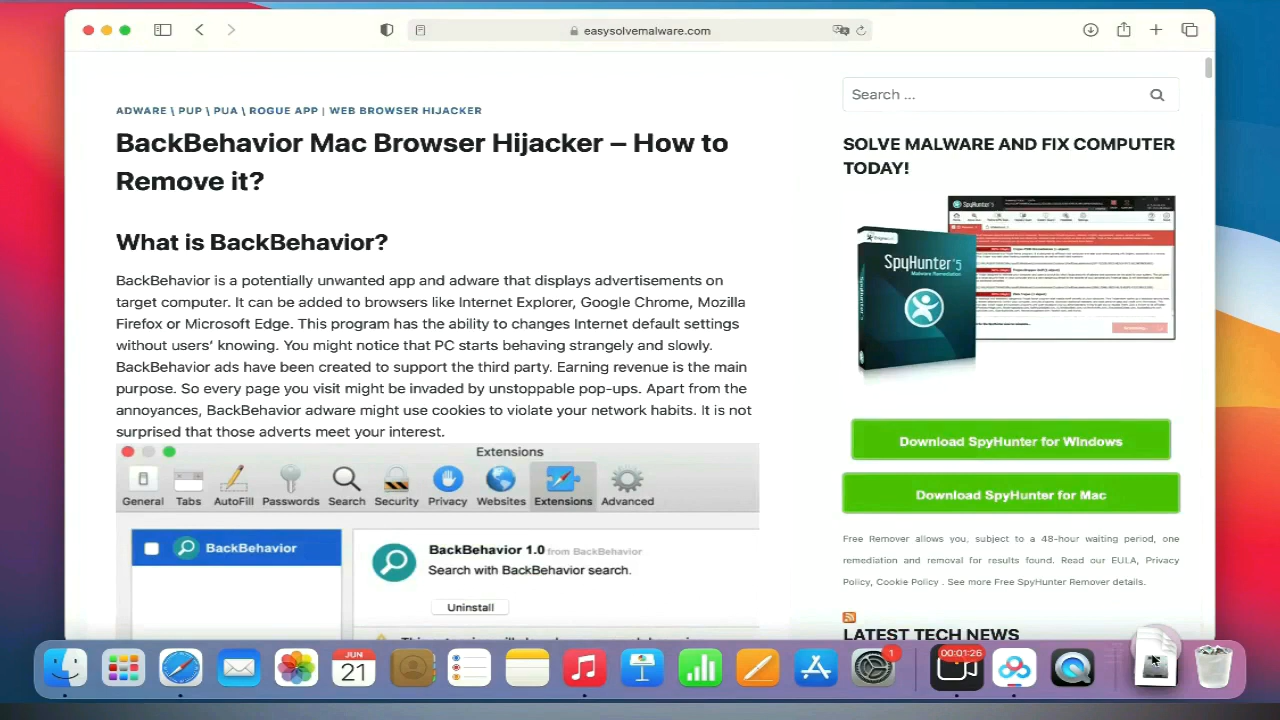 easysolvemalware.com
ADWARE \ PUP \ PUA \ ROGUE APP | WEB BROWSER HIJACKER
BackBehavior Mac Browser Hijacker – How to
Remove it?
What is BackBehavior?
BackBehavior is a potential unwanted app and adware that displays advertisements on
target computer. It can add itself to browsers like Internet Explorer, Google Chrome, Mozilla
Firefox or Microsoft Edge. This program has the ability to changes Internet default settings
without users’ knowing. You might notice the PC starts behaving strangely and slowly.
BackBehavior ads have been created to support the third party. Earning revenue is the main
purpose. So every page you visit might be invaded by unstoppable pop-ups. Apart from the
annoyances, BackBehavior adware might use cookies to violate your network habits. It is not
surprised that those adverts meet your interest.
Extensions
General Tabs AutoFill Passwords Search Security Privacy Websites Extensions Advanced
BackBehavior
BackBehavior 1.0 from BackBehavior
Search with BackBehavior search.
Uninstall
Search ...
SOLVE MALWARE AND FIX COMPUTER
TODAY!
SpyHunter 5
SpyHunter 5
Malware Remediation
Download SpyHunter for Windows
Download SpyHunter for Mac
Free Remover allows you, subject to a 48-hour waiting period, one
remediation and removal for results found. Read our EULA, Privacy
Policy, Cookie Policy . See more Free SpyHunter Remover details.
LATEST TECH NEWS
JUN
21
1
00:01:26